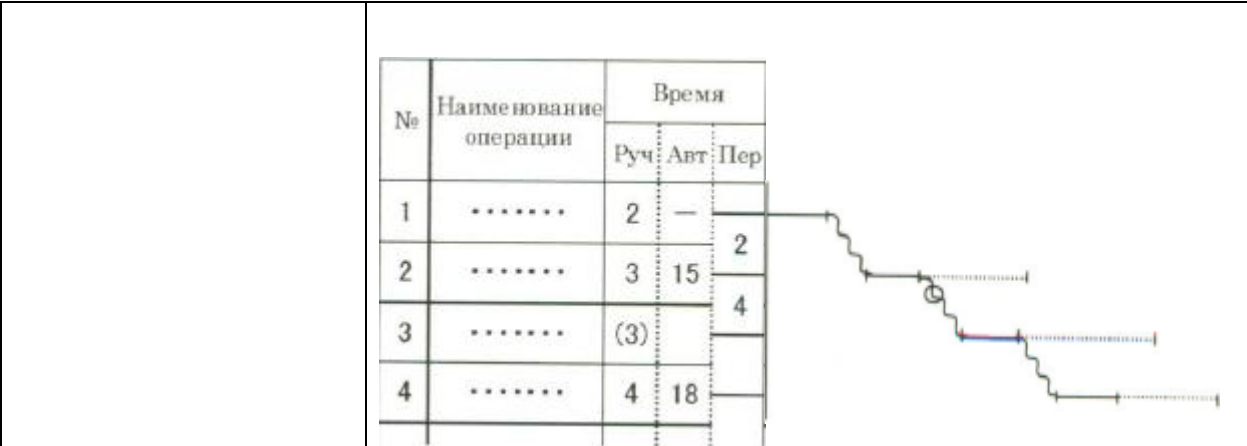 № Наименование операции Время
Руч Авт Пер
1 ....... 2 —
2
2 ....... 3 15
4
3 ....... (3)
4 ....... 4 18